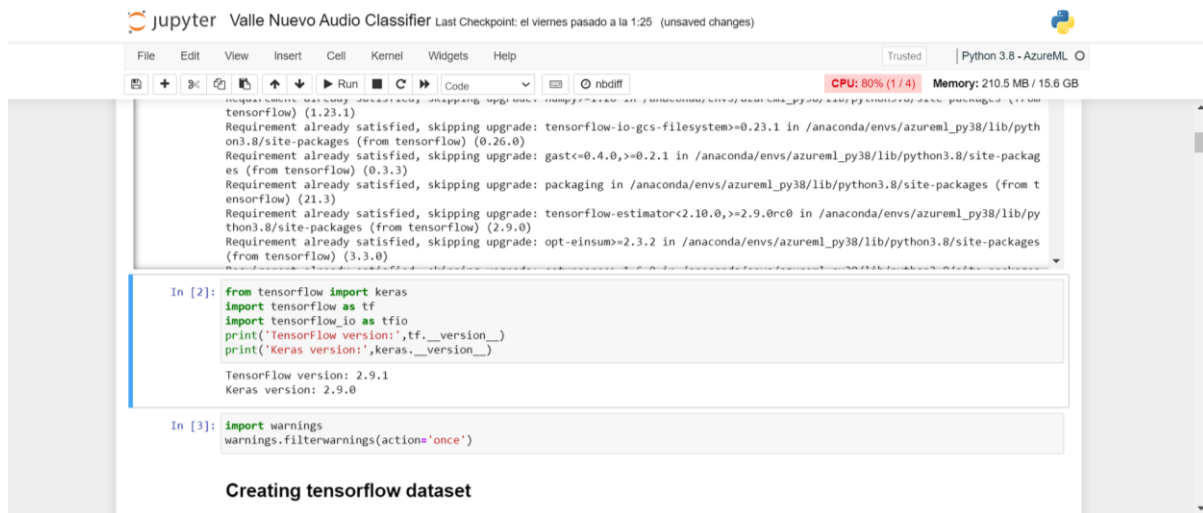 jupyter Valle Nuevo Audio Classifier Last Checkpoint: el viernes pasado a la 1:25 (unsaved changes)
File Edit View Insert Cell Kernel Widgets Help Trusted Python 3.8 - AzureML
Run Code nbdiff CPU: 80% (1 / 4) Memory: 210.5 MB / 15.6 GB
tensorflow) (1.23.1)
Requirement already satisfied, skipping upgrade: tensorflow-io-gcs-filesystem>=0.23.1 in /anaconda/envs/azureml_py38/lib/pyth
on3.8/site-packages (from tensorflow) (0.26.0)
Requirement already satisfied, skipping upgrade: gast<=0.4.0,>=0.2.1 in /anaconda/envs/azureml_py38/lib/python3.8/site-packag
es (from tensorflow) (0.3.3)
Requirement already satisfied, skipping upgrade: packaging in /anaconda/envs/azureml_py38/lib/python3.8/site-packages (from t
ensorflow) (21.3)
Requirement already satisfied, skipping upgrade: tensorflow-estimator<2.10.0,>=2.9.0rc0 in /anaconda/envs/azureml_py38/lib/py
thon3.8/site-packages (from tensorflow) (2.9.0)
Requirement already satisfied, skipping upgrade: opt-einsum>=2.3.2 in /anaconda/envs/azureml_py38/lib/python3.8/site-packages
(from tensorflow) (3.3.0)
In [2]: from tensorflow import keras
import tensorflow as tf
import tensorflow_io as tfio
print('TensorFlow version:',tf.__version__)
print('Keras version:',keras.__version__)
TensorFlow version: 2.9.1
Keras version: 2.9.0
In [3]: import warnings
warnings.filterwarnings(action='once')
Creating tensorflow dataset